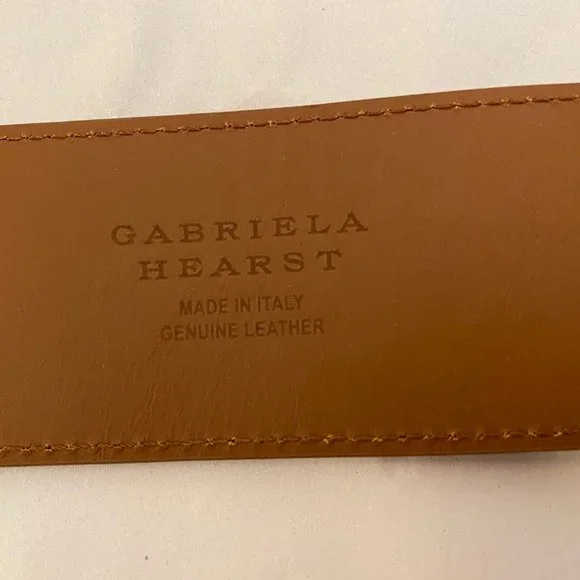 GABRIELA
HEARST
MADE IN ITALY
GENUINE LEATHER